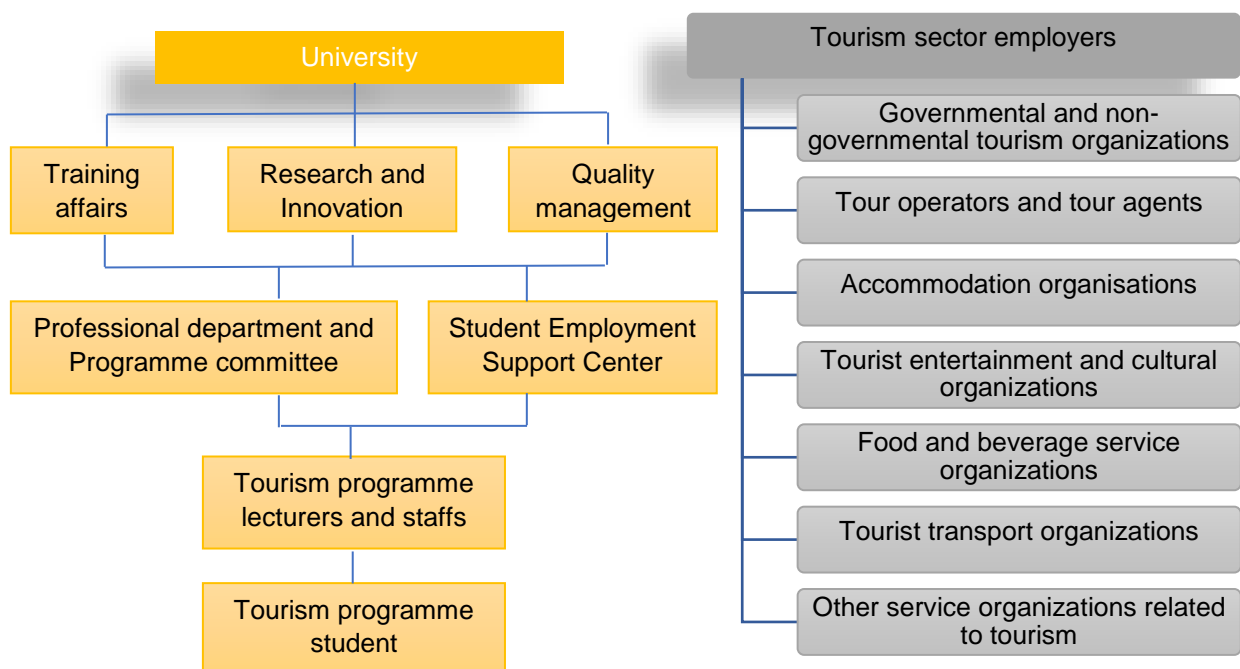 University
Training
affairs
Research and
Innovation
Quality
management
Professional department and
Programme committee
Student Employment
Support Center
Tourism programme
lecturers and staffs
Tourism programme
student
Tourism sector employers
Governmental and non-
governmental tourism organizations
Tour operators and tour agents
Accommodation organisations
Tourist entertainment and cultural
organizations
Food and beverage service
organizations
Tourist transport organizations
Other service organizations related
to tourism